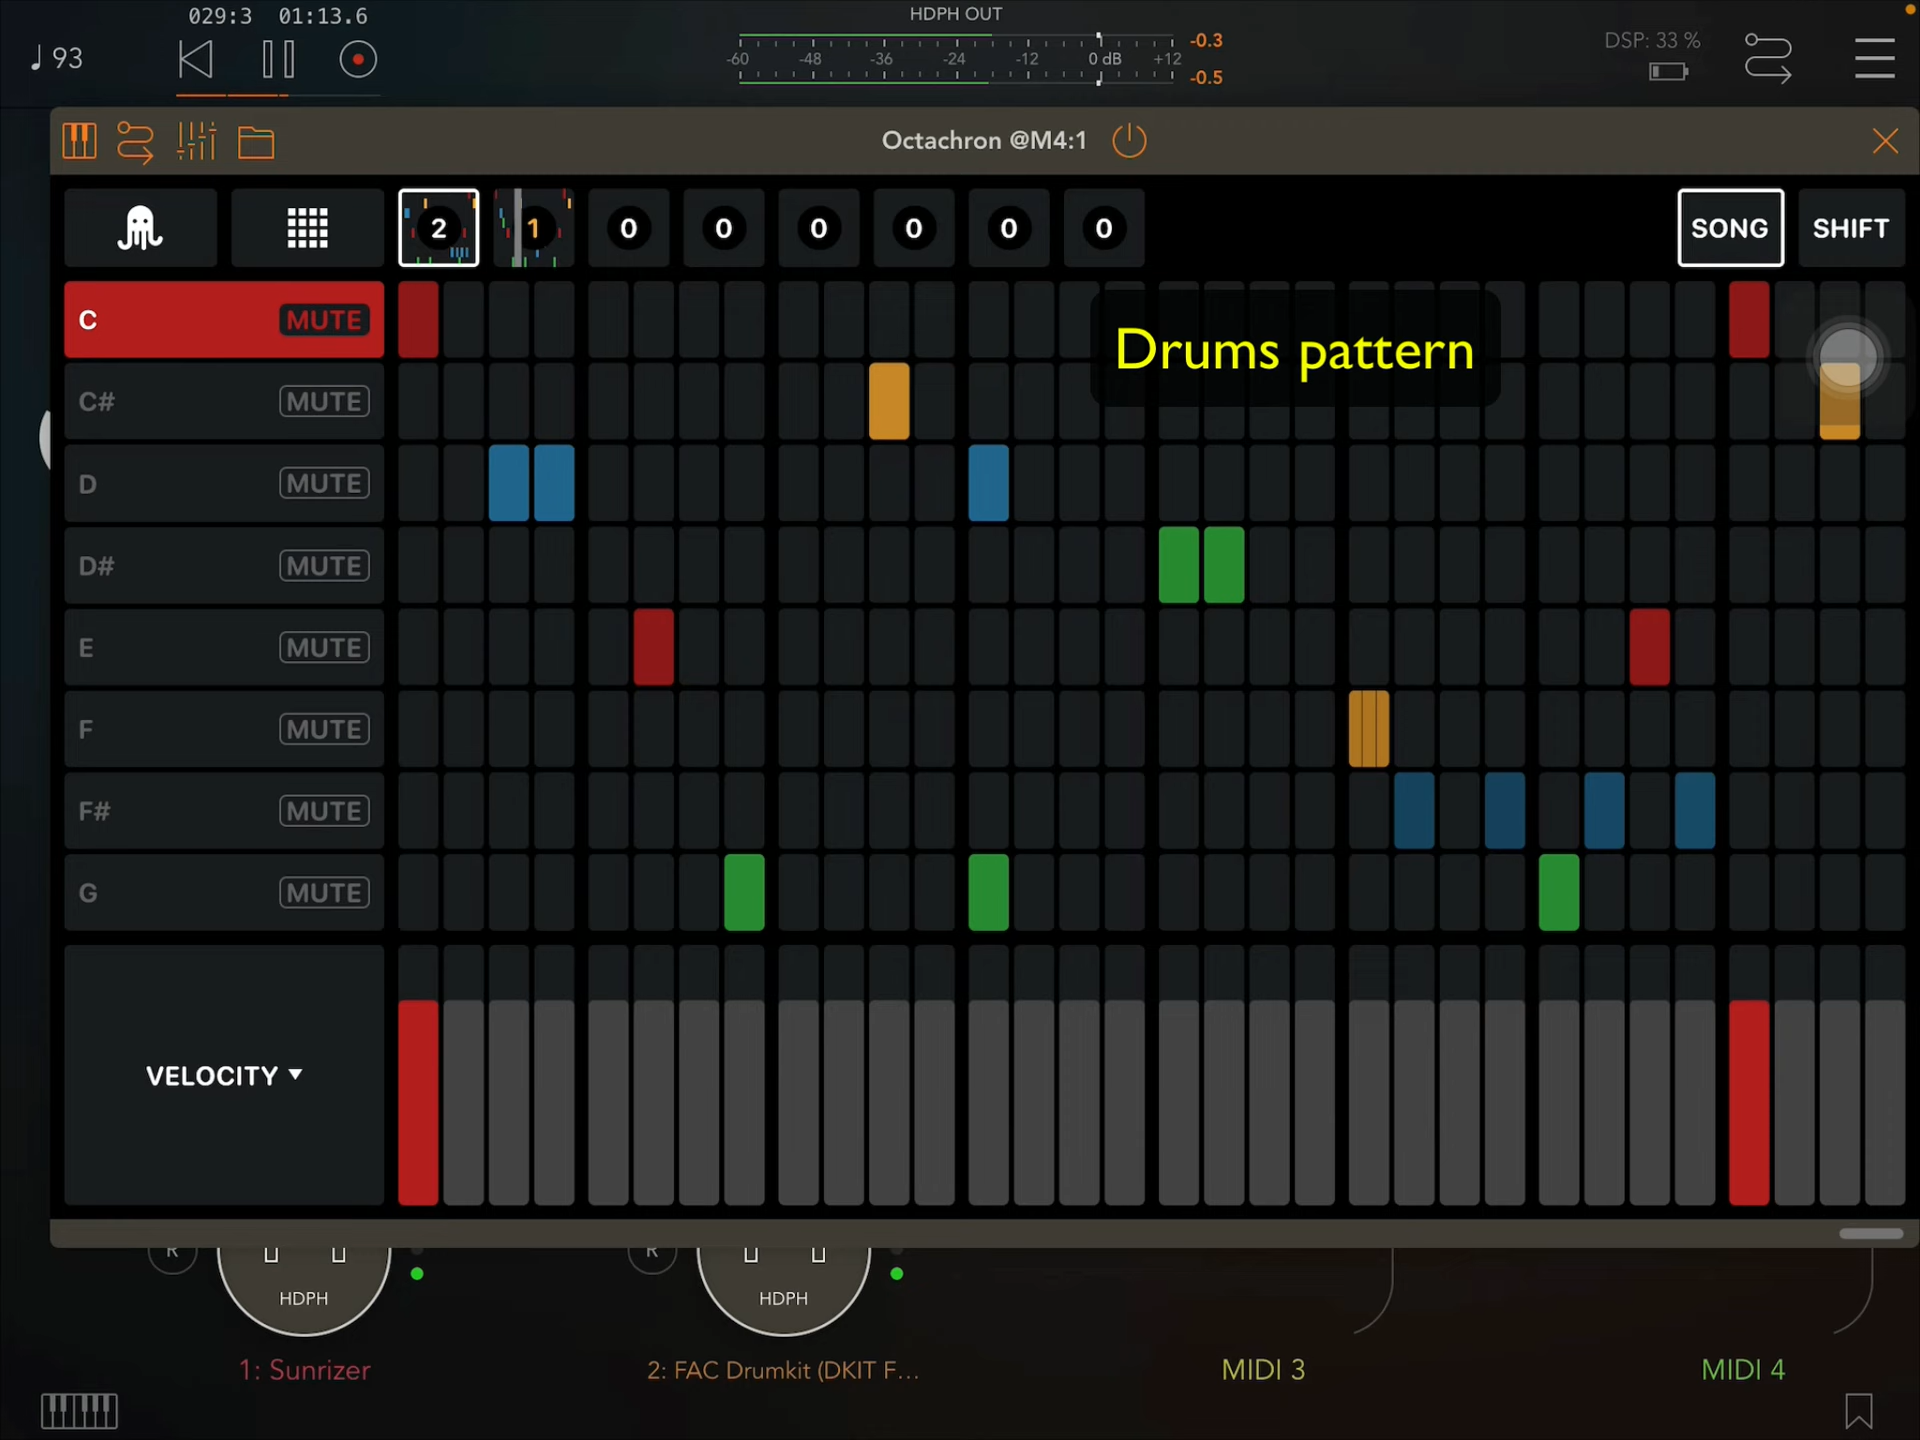 029:3 01:13.6
HDPH OUT
♩ 93
-60 -48 -36 -24 -12 0 dB +12
-0.3
-0.5
DSP: 33 %
Octachron @M4:1
2 1 0 0 0 0 0 0
SONG SHIFT
C MUTE
Drums pattern
C# MUTE
D MUTE
D# MUTE
E MUTE
F MUTE
F# MUTE
G MUTE
VELOCITY ▼
R R
HDPH HDPH
1: Sunrizer 2: FAC Drumkit (DKIT F... MIDI 3 MIDI 4